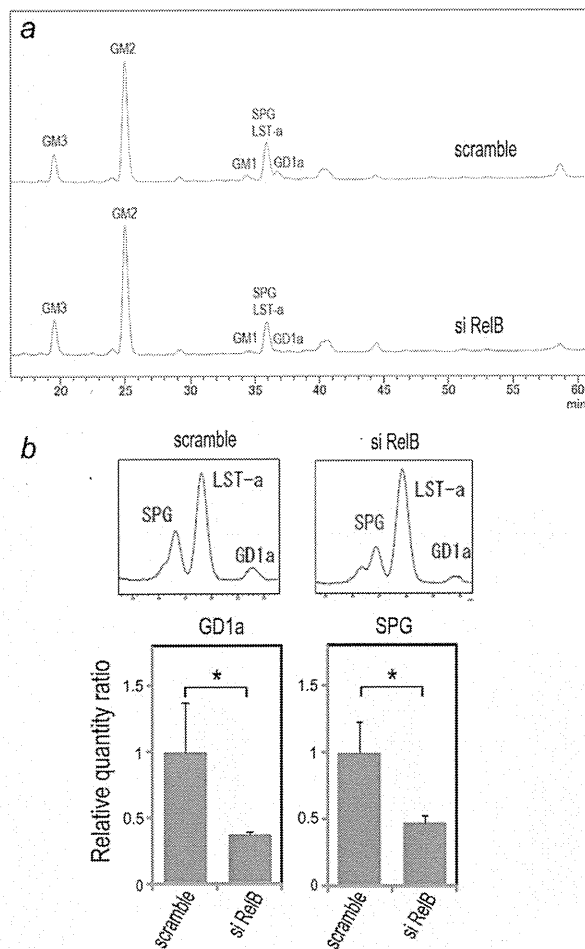 a
GM2
GM3
SPG
LST-a
GM1
GD1a
scramble
GM2
GM3
SPG
LST-a
GM1
GD1a
si RelB
20 25 30 35 40 45 50 55 60
min
b
scramble
si RelB
SPG
LST-a
GD1a
SPG
LST-a
GD1a
GD1a
SPG
Relative quantity ratio
1.5
1
0.5
0
*
scramble
si RelB
1.5
1
0.5
0
*
scramble
si RelB